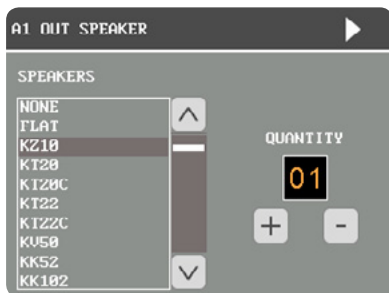 A1 OUT SPEAKER
SPEAKERS
NONE
FLAT
KZ10
KT20
KT20C
KT22
KT22C
KV50
KK52
KK102
QUANTITY
01
+ -